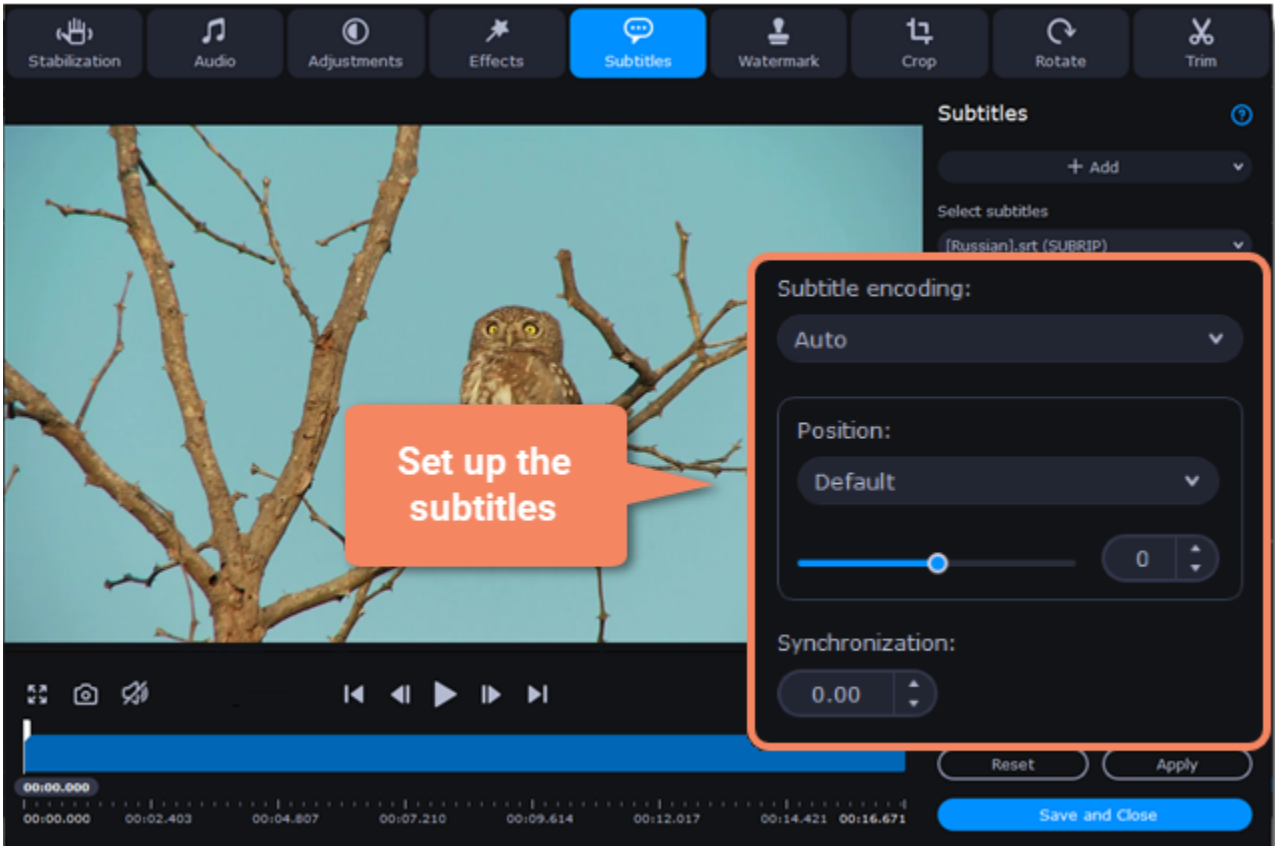 Stabilization
Audio
Adjustments
Effects
Subtitles
Watermark
Crop
Rotate
Trim
Subtitles
?
+ Add
Select subtitles
[Russian].srt (SUBRIP)
Subtitle encoding:
Auto
Position:
Default
0
Synchronization:
0.00
Set up the
subtitles
Reset
Apply
00:00.000
00:00.000 00:02.403 00:04.807 00:07.210 00:09.614 00:12.017 00:14.421 00:16.671
Save and Close